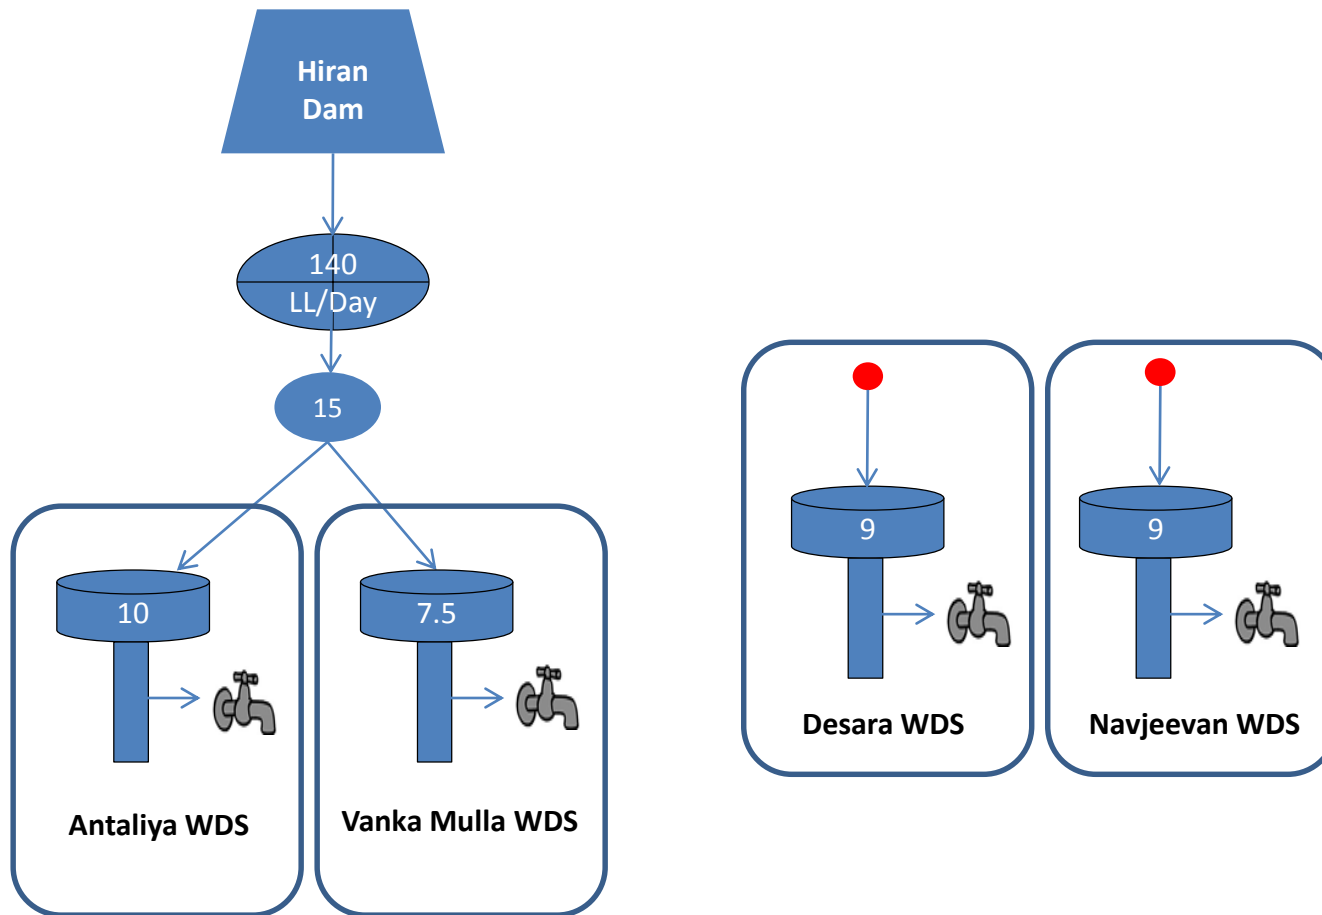 Hiran
Dam
140
LL/Day
15
10
7.5
9
9
Antaliya WDS
Vanka Mulla WDS
Desara WDS
Navjeevan WDS